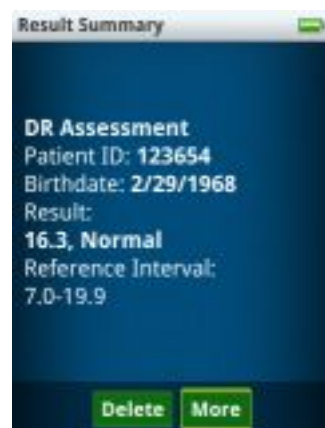 Result Summary
DR Assessment
Patient ID: 123654
Birthdate: 2/29/1968
Result:
16.3, Normal
Reference Interval:
7.0-19.9
Delete More